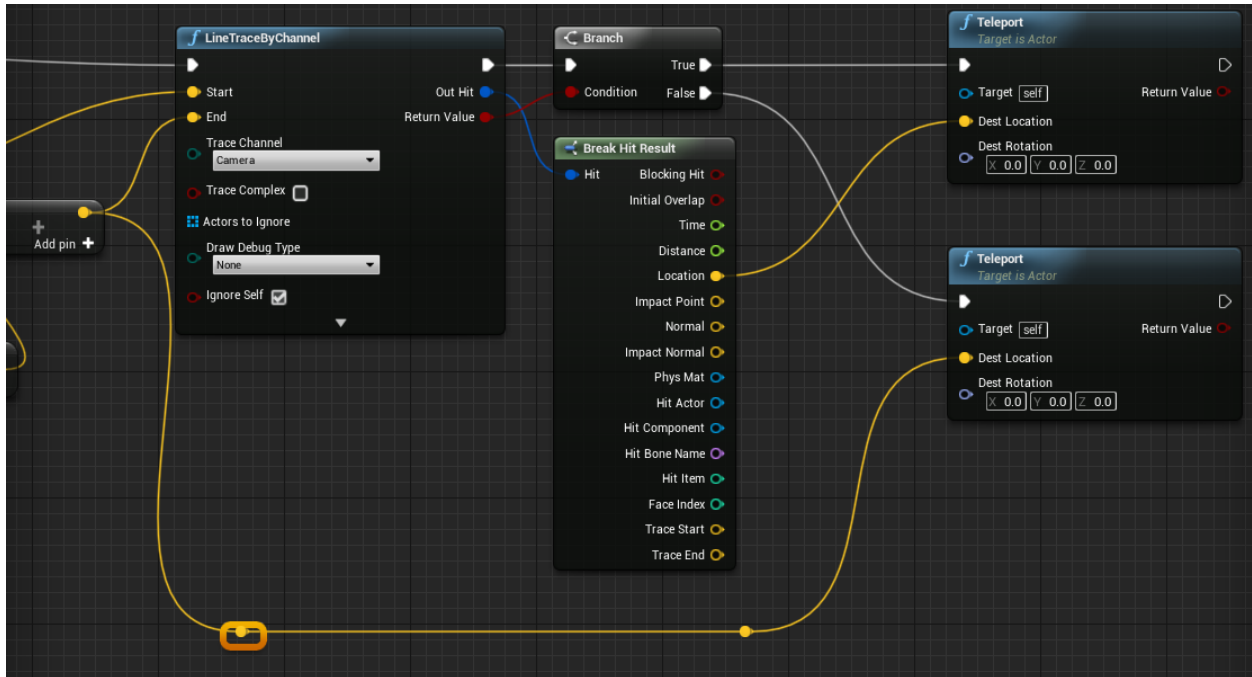 Add pin
LineTraceByChannel
Start
Out Hit
End
Return Value
Trace Channel
Camera
Trace Complex
Actors to Ignore
Draw Debug Type
None
Ignore Self
Branch
True
Condition
False
Break Hit Result
Hit
Blocking Hit
Initial Overlap
Time
Distance
Location
Impact Point
Normal
Impact Normal
Phys Mat
Hit Actor
Hit Component
Hit Bone Name
Hit Item
Face Index
Trace Start
Trace End
Teleport
Target is Actor
Target self
Return Value
Dest Location
Dest Rotation
X 0.0 Y 0.0 Z 0.0
Teleport
Target is Actor
Target self
Return Value
Dest Location
Dest Rotation
X 0.0 Y 0.0 Z 0.0